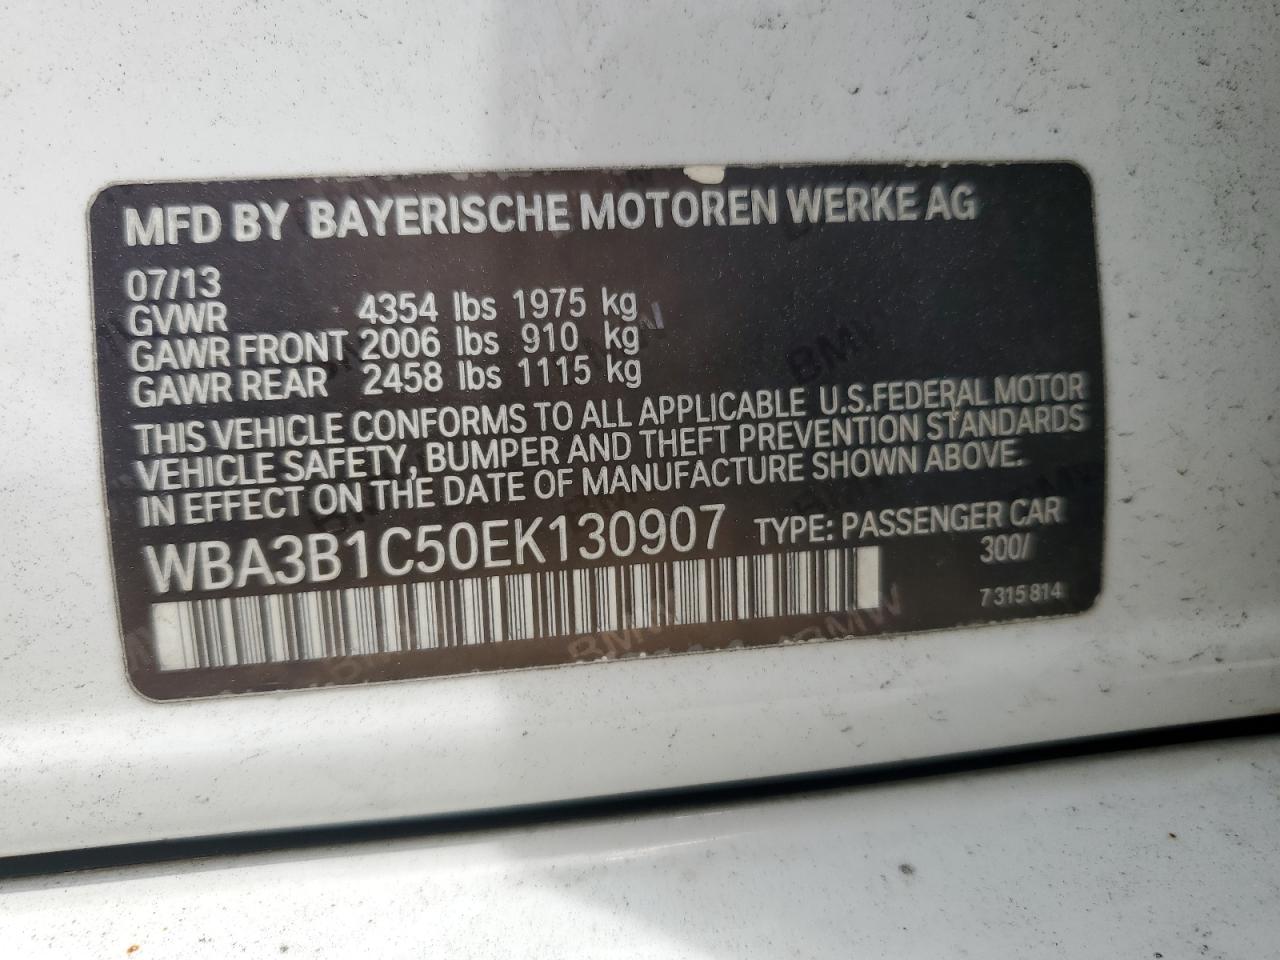 MFD BY BAYERISCHE MOTOREN WERKE AG
07/13
GVWR 4354 lbs 1975 kg
GAWR FRONT 2006 lbs 910 kg
GAWR REAR 2458 lbs 1115 kg
THIS VEHICLE CONFORMS TO ALL APPLICABLE U.S.FEDERAL MOTOR
VEHICLE SAFETY, BUMPER AND THEFT PREVENTION STANDARDS
IN EFFECT ON THE DATE OF MANUFACTURE SHOWN ABOVE.
WBA3B1C50EK130907 TYPE: PASSENGER CAR
300/
7 315 814